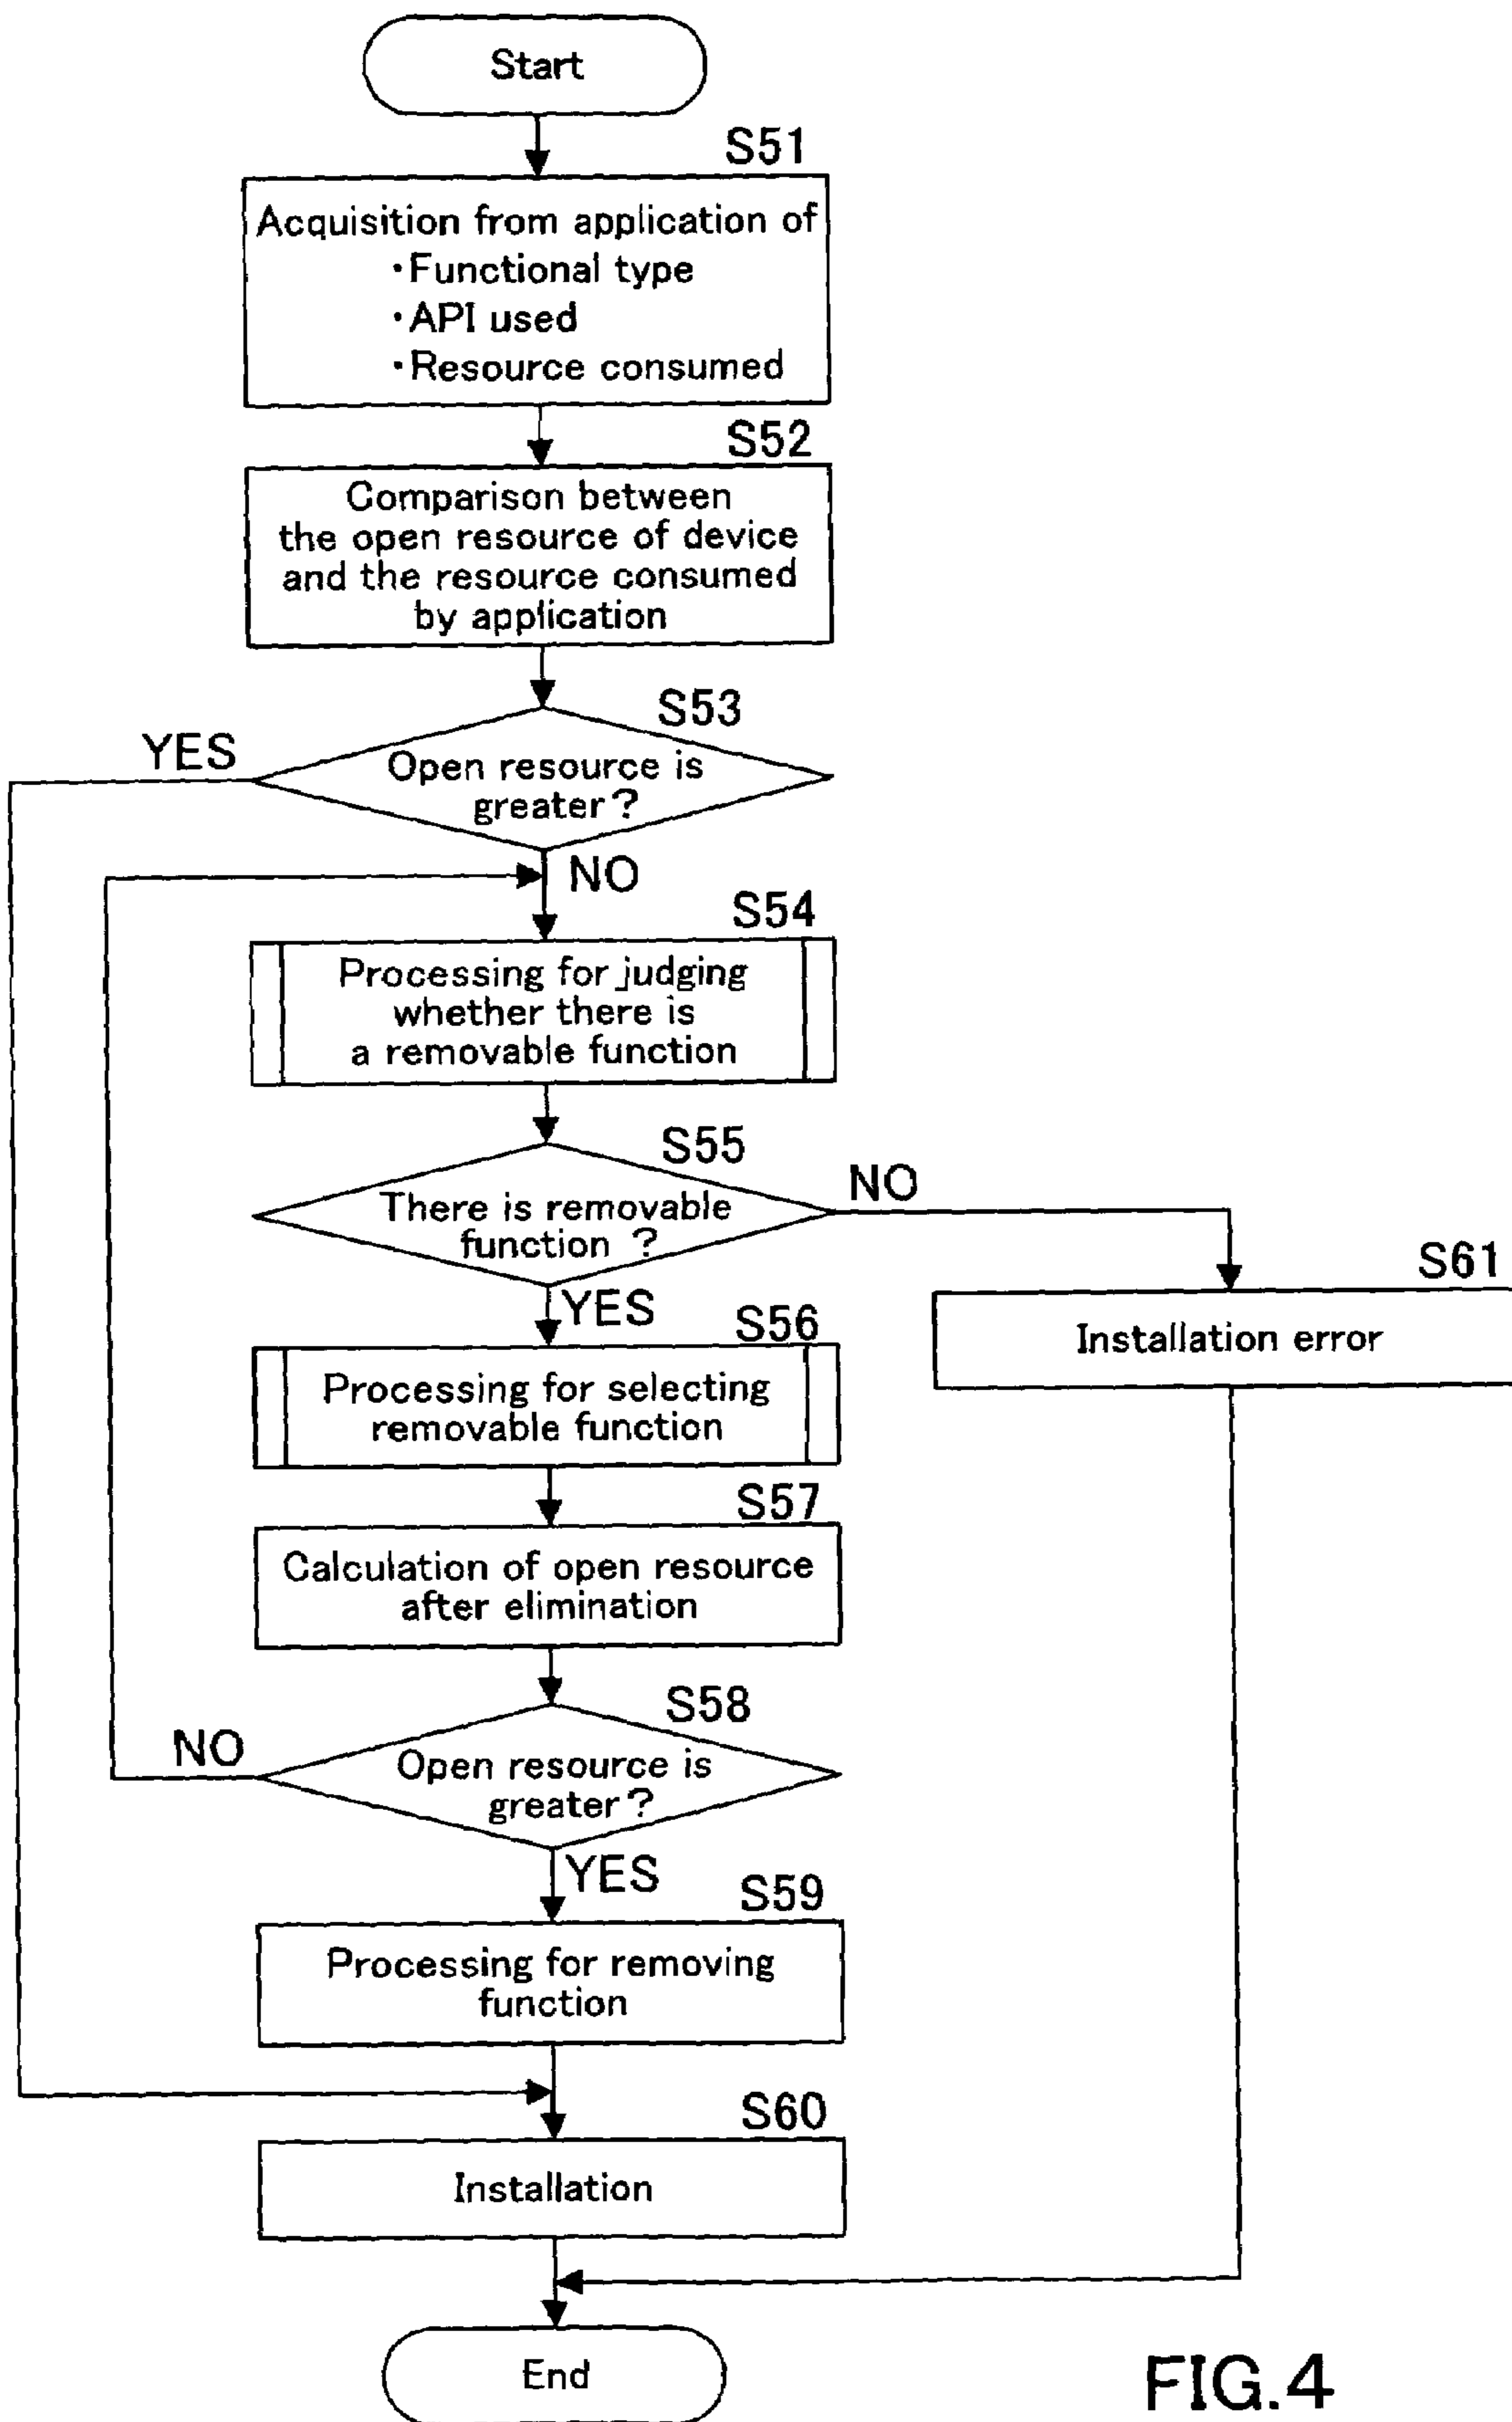 Start
S51
Acquisition from application of
・Functional type
・API used
・Resource consumed
S52
Comparison between
the open resource of device
and the resource consumed
by application
S53
YES
Open resource is
greater?
NO
S54
Processing for judging
whether there is
a removable function
S55
NO
There is removable
function ?
S61
Installation error
YES
S56
Processing for selecting
removable function
S57
Calculation of open resource
after elimination
S58
NO
Open resource is
greater?
YES
S59
Processing for removing
function
S60
Installation
End
FIG.4